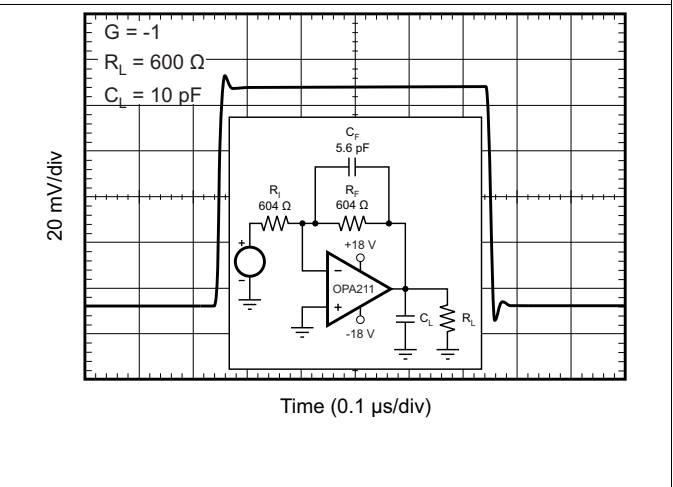 G = -1
R_L = 600 Ω
C_L = 10 pF
20 mV/div
C_F
5.6 pF
R_I
604 Ω
R_F
604 Ω
+18 V
+
−
−
OPA211
+
-18 V
C_L
R_L
Time (0.1 μs/div)